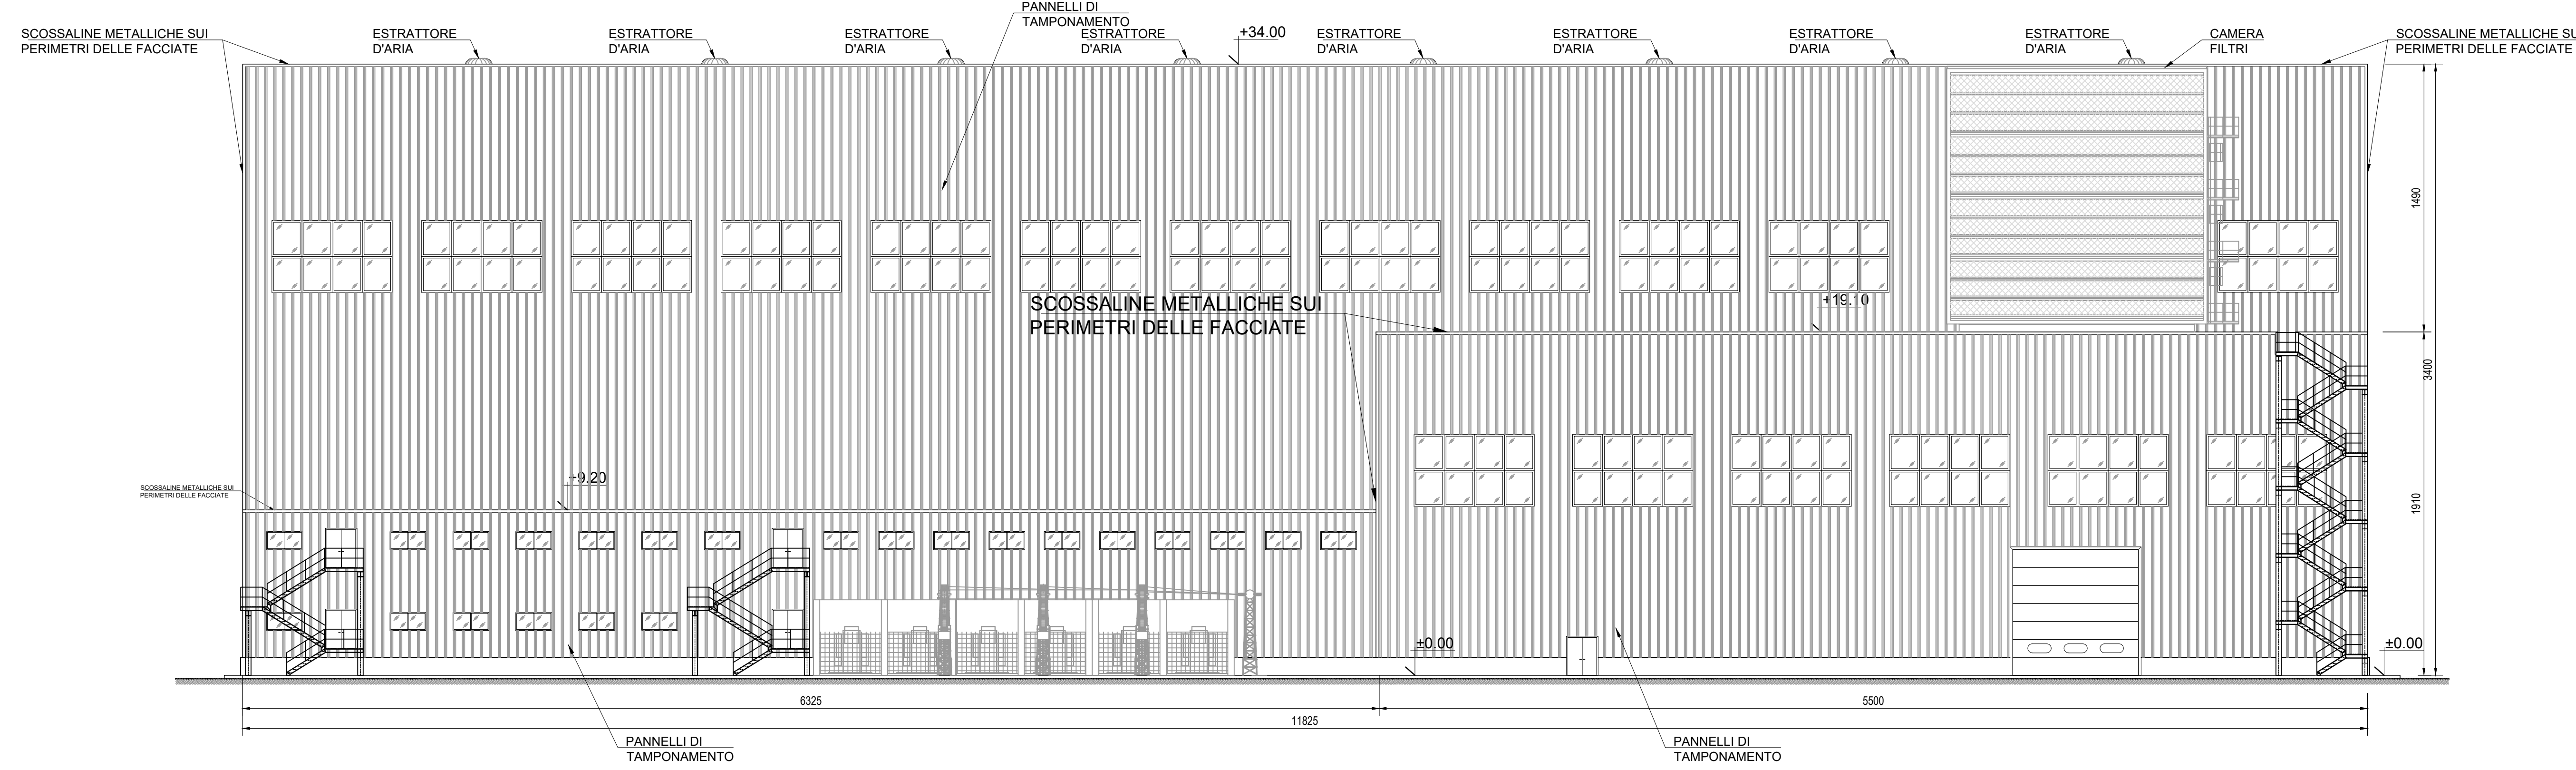 PANNELLI DI
TAMPONAMENTO
SCOSSALINE METALLICHE SUI
PERIMETRI DELLE FACCIATE
ESTRATTORE
D'ARIA
ESTRATTORE
D'ARIA
ESTRATTORE
D'ARIA
ESTRATTORE
D'ARIA
+34.00
ESTRATTORE
D'ARIA
ESTRATTORE
D'ARIA
ESTRATTORE
D'ARIA
ESTRATTORE
D'ARIA
CAMERA
FILTRI
SCOSSALINE METALLICHE SU
PERIMETRI DELLE FACCIATE
1490
SCOSSALINE METALLICHE SUI
PERIMETRI DELLE FACCIATE
+19.10
3400
+9.20
SCOSSALINE METALLICHE SUI
PERIMETRI DELLE FACCIATE
1910
±0.00
±0.00
6325
5500
11825
PANNELLI DI
TAMPONAMENTO
PANNELLI DI
TAMPONAMENTO